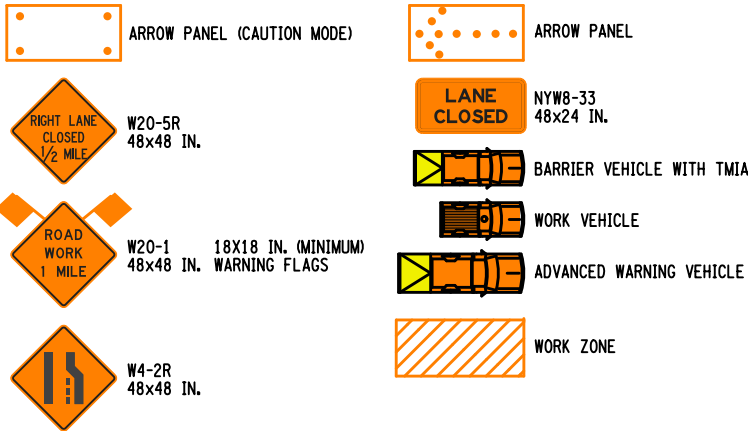 ARROW PANEL (CAUTION MODE)
RIGHT LANE
CLOSED
1/2 MILE
W20-5R
48x48 IN.
ROAD
WORK
1 MILE
W20-1 18X18 IN. (MINIMUM)
48x48 IN. WARNING FLAGS
W4-2R
48x48 IN.
ARROW PANEL
LANE
CLOSED
NYW8-33
48x24 IN.
BARRIER VEHICLE WITH TMIA
WORK VEHICLE
ADVANCED WARNING VEHICLE
WORK ZONE